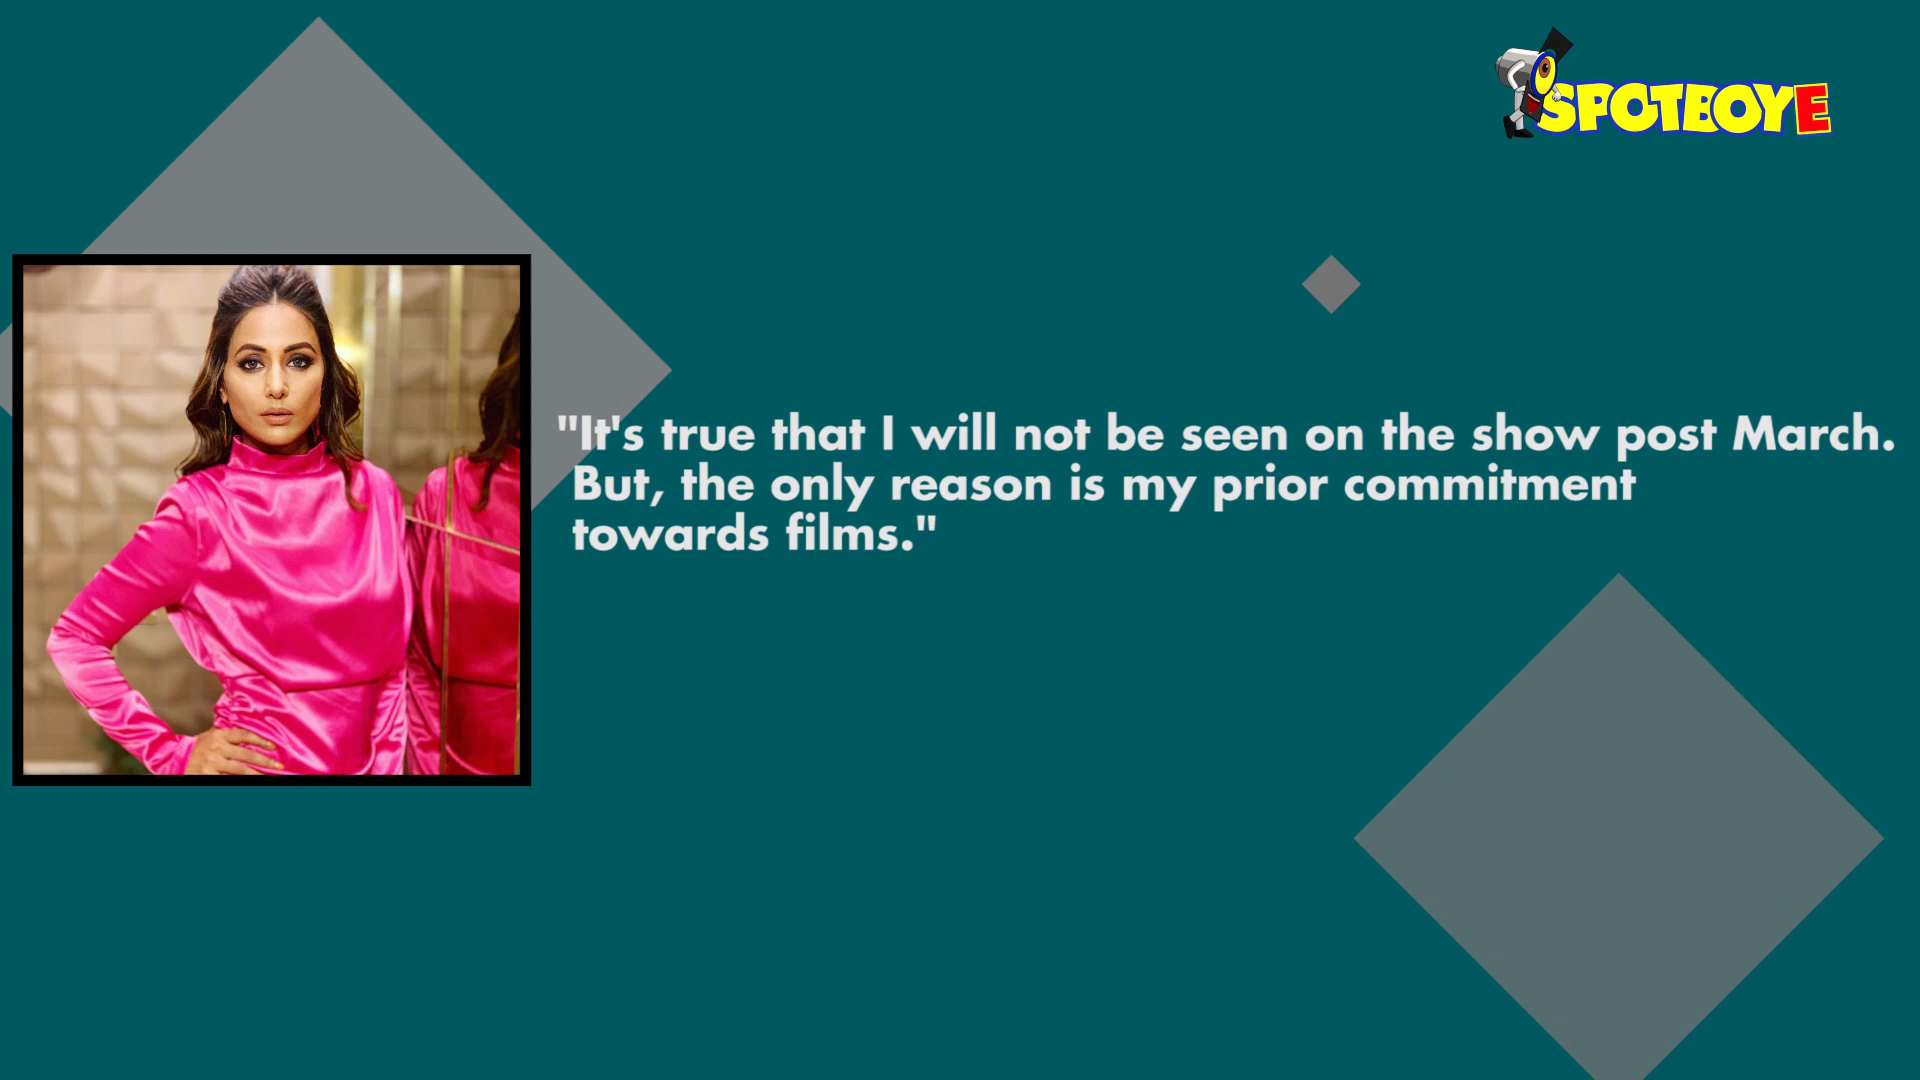 SPOTBOYE
"It's true that I will not be seen on the show post March.
But, the only reason is my prior commitment
towards films."